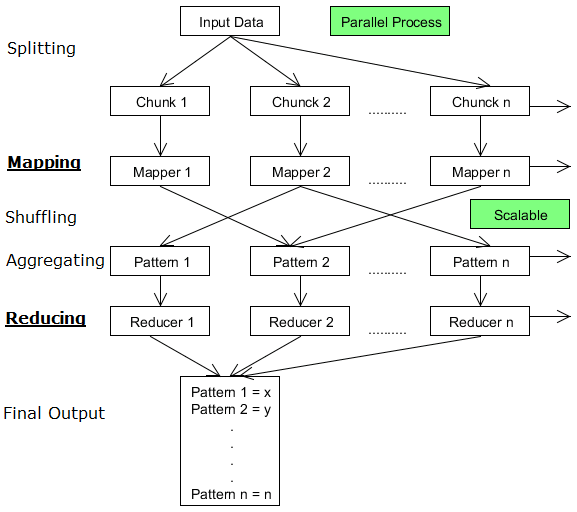 Input Data
Parallel Process
Splitting
Chunk 1
Chunck 2
..........
Chunck n
Mapping
Mapper 1
Mapper 2
..........
Mapper n
Shuffling
Scalable
Aggregating
Pattern 1
Pattern 2
..........
Pattern n
Reducing
Reducer 1
Reducer 2
..........
Reducer n
Final Output
Pattern 1 = x
Pattern 2 = y
.
.
.
.
Pattern n = n